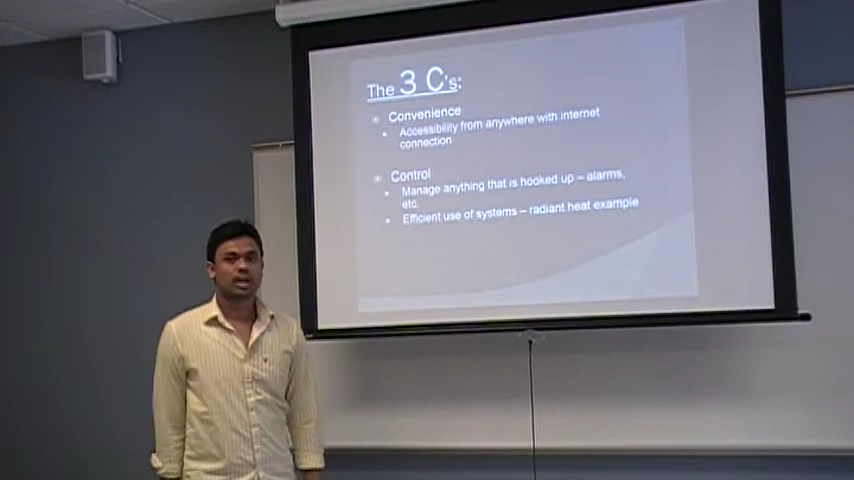 The 3 C's:
Convenience
Accessibility from anywhere with internet
connection
Control
Manage anything that is hooked up – alarms,
etc.
Efficient use of systems – radiant heat example